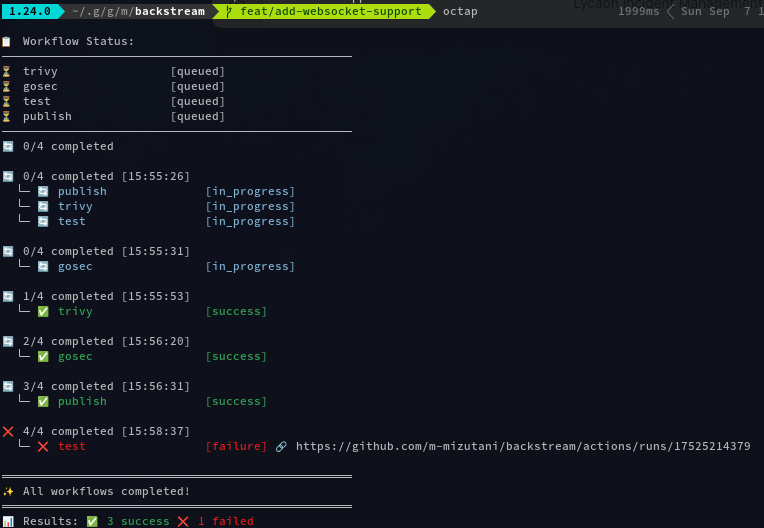 Lycaon Incident Management
1.24.0 ~/.g/g/m/backstream feat/add-websocket-support octap 1999ms Sun Sep 7 1
Workflow Status:
trivy [queued]
gosec [queued]
test [queued]
publish [queued]
0/4 completed
0/4 completed [15:55:26]
publish [in_progress]
trivy [in_progress]
test [in_progress]
0/4 completed [15:55:31]
gosec [in_progress]
1/4 completed [15:55:53]
trivy [success]
2/4 completed [15:56:20]
gosec [success]
3/4 completed [15:56:31]
publish [success]
4/4 completed [15:58:37]
test [failure] https://github.com/m-mizutani/backstream/actions/runs/17525214379
All workflows completed!
Results: 3 success 1 failed